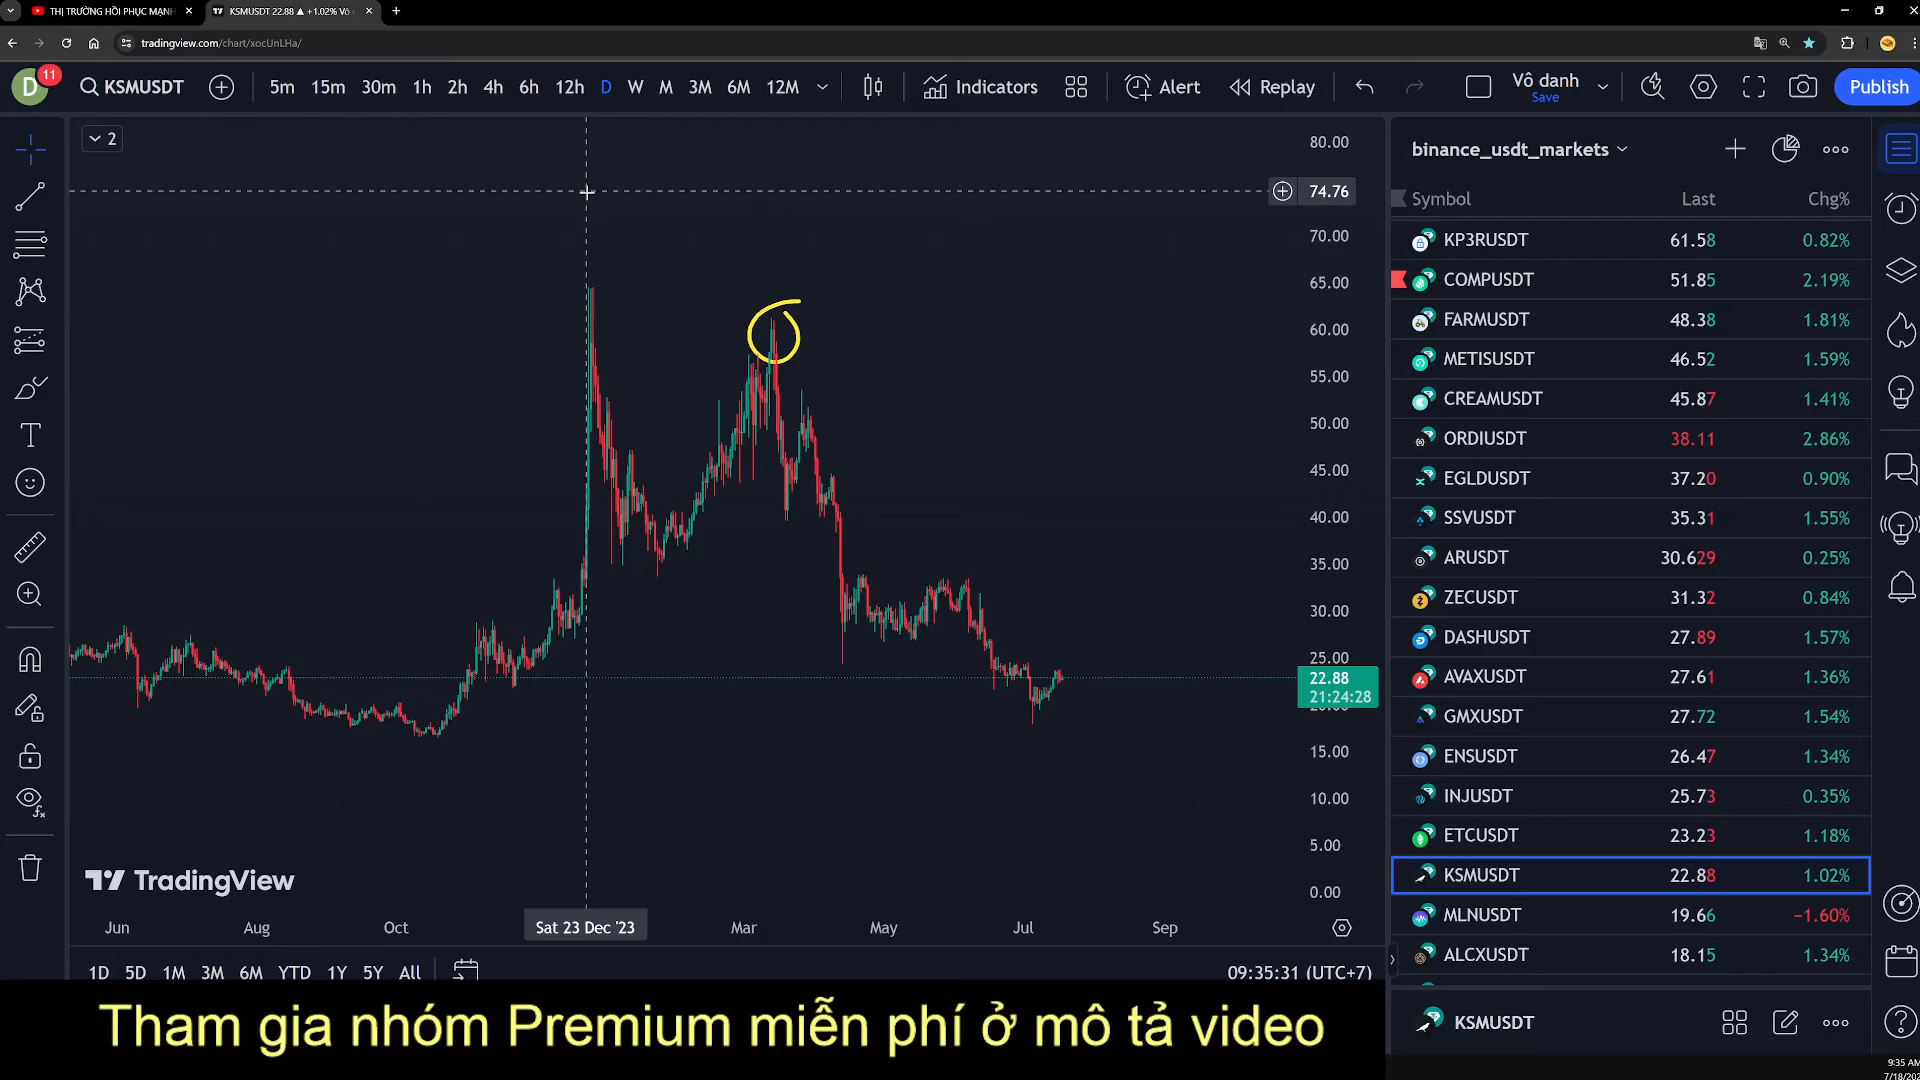 THỊ TRƯỜNG HỒI PHỤC MẠNH
KSMUSDT 22.88 ▲ +1.02% Vô
tradingview.com/chart/xocUnLHa/
D 11 KSMUSDT 5m 15m 30m 1h 2h 4h 6h 12h D W M 3M 6M 12M Indicators Alert Replay Vô danh Save Publish
2
80.00
74.76
70.00
65.00
60.00
55.00
50.00
45.00
40.00
35.00
30.00
25.00
22.88
21:24:28
15.00
10.00
5.00
0.00
TradingView
Jun Aug Oct Sat 23 Dec '23 Mar May Jul Sep
1D 5D 1M 3M 6M YTD 1Y 5Y All 09:35:31 (UTC+7)
binance_usdt_markets
Symbol Last Chg%
KP3RUSDT 61.58 0.82%
COMPUSDT 51.85 2.19%
FARMUSDT 48.38 1.81%
METISUSDT 46.52 1.59%
CREAMUSDT 45.87 1.41%
ORDIUSDT 38.11 2.86%
EGLDUSDT 37.20 0.90%
SSVUSDT 35.31 1.55%
ARUSDT 30.629 0.25%
ZECUSDT 31.32 0.84%
DASHUSDT 27.89 1.57%
AVAXUSDT 27.61 1.36%
GMXUSDT 27.72 1.54%
ENSUSDT 26.47 1.34%
INJUSDT 25.73 0.35%
ETCUSDT 23.23 1.18%
KSMUSDT 22.88 1.02%
MLNUSDT 19.66 −1.60%
ALCXUSDT 18.15 1.34%
KSMUSDT
Tham gia nhóm Premium miễn phí ở mô tả video
9:35 AM